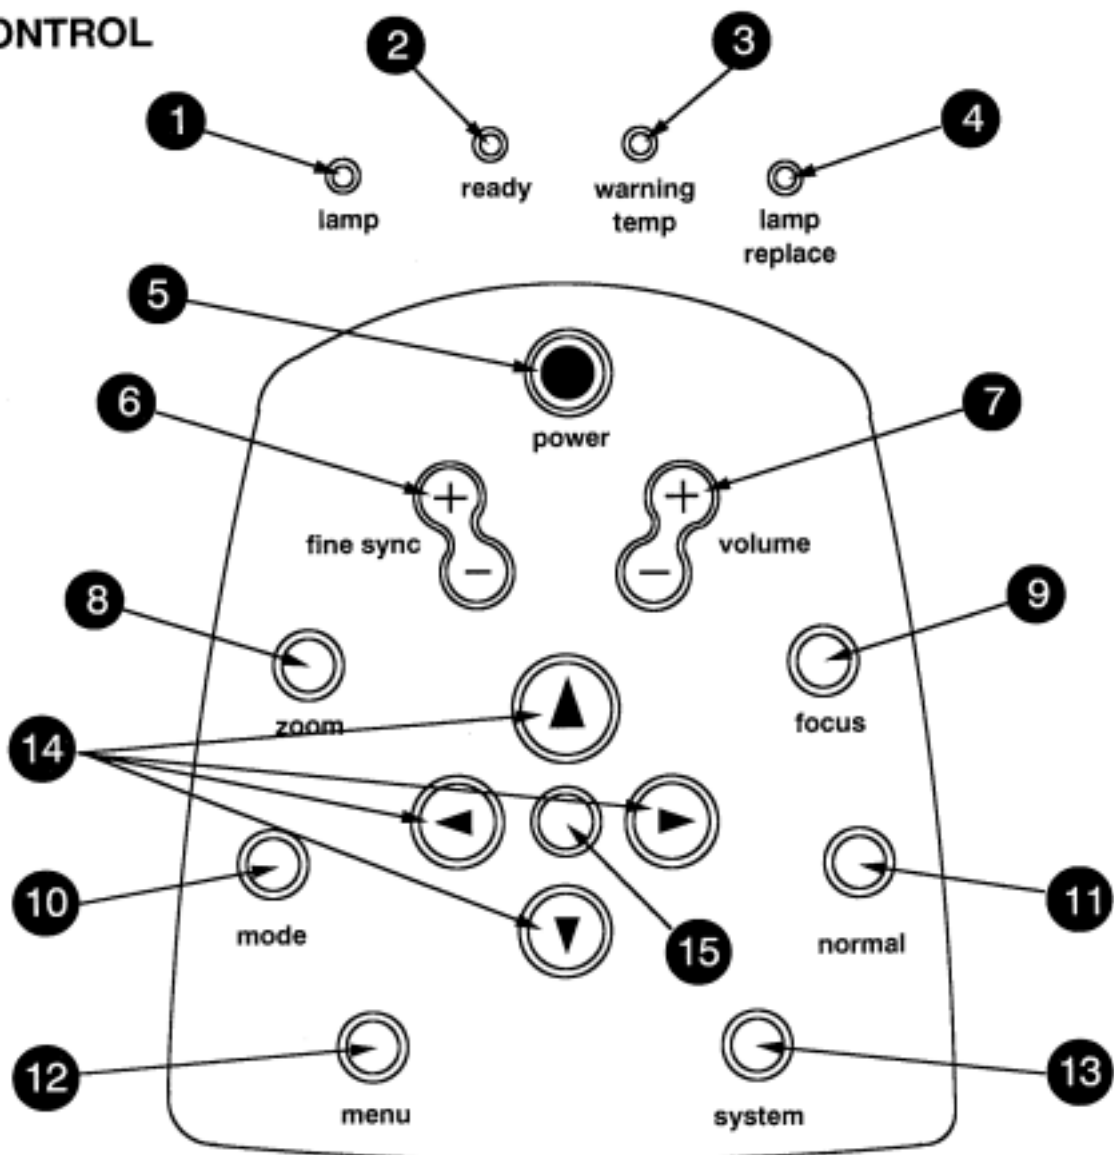 ONTROL
2
3
1
4
ready
warning
temp
lamp
lamp
replace
5
6
7
power
+
+
fine sync
volume
-
-
8
9
zoom
focus
14
10
11
mode
15
normal
12
13
menu
system